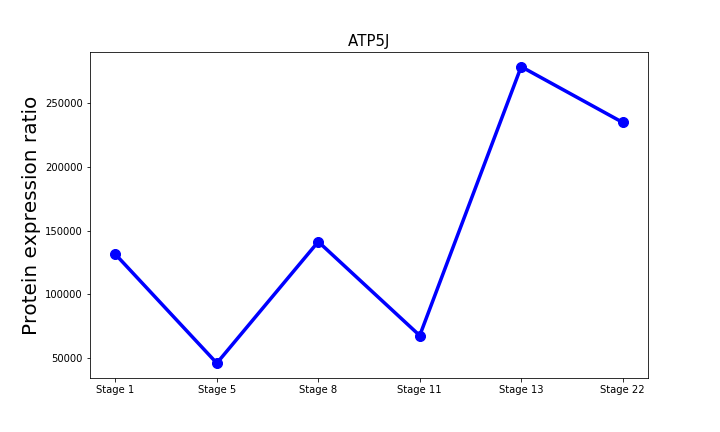 ATP5J
Protein expression ratio
250000
200000
150000
100000
50000
Stage 1
Stage 5
Stage 8
Stage 11
Stage 13
Stage 22